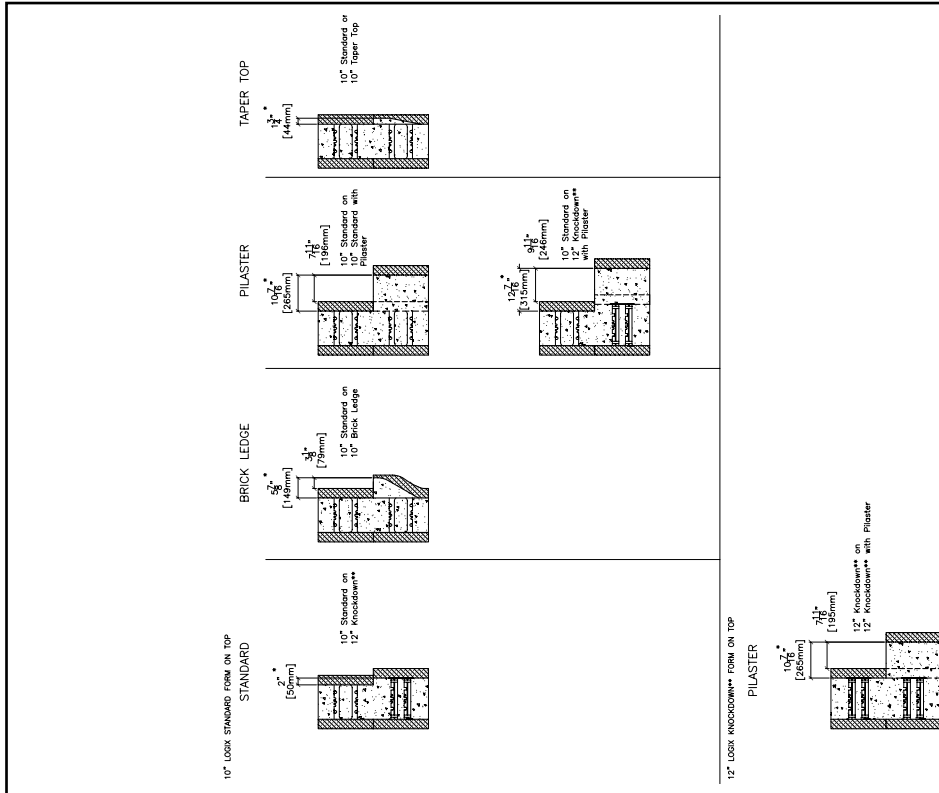 10" LOGIX STANDARD FORM ON TOP
STANDARD
2" *
[50mm]
10" Standard on
12" Knockdown**
BRICK LEDGE
5 7/8" *
[149mm]
3 1/8"
[79mm]
10" Standard on
10" Brick Ledge
PILASTER
10 7/16" *
[265mm]
7 11/16"
[196mm]
10" Standard on
10" Standard with
Pilaster
12 7/16" *
[315mm]
9 11/16"
[246mm]
10" Standard on
12" Knockdown**
with Pilaster
TAPER TOP
1 3/4" *
[44mm]
10" Standard or
10" Taper Top
12" LOGIX KNOCKDOWN** FORM ON TOP
PILASTER
10 7/16" *
[265mm]
7 11/16"
[195mm]
12" Knockdown** on
12" Knockdown** with Pilaster